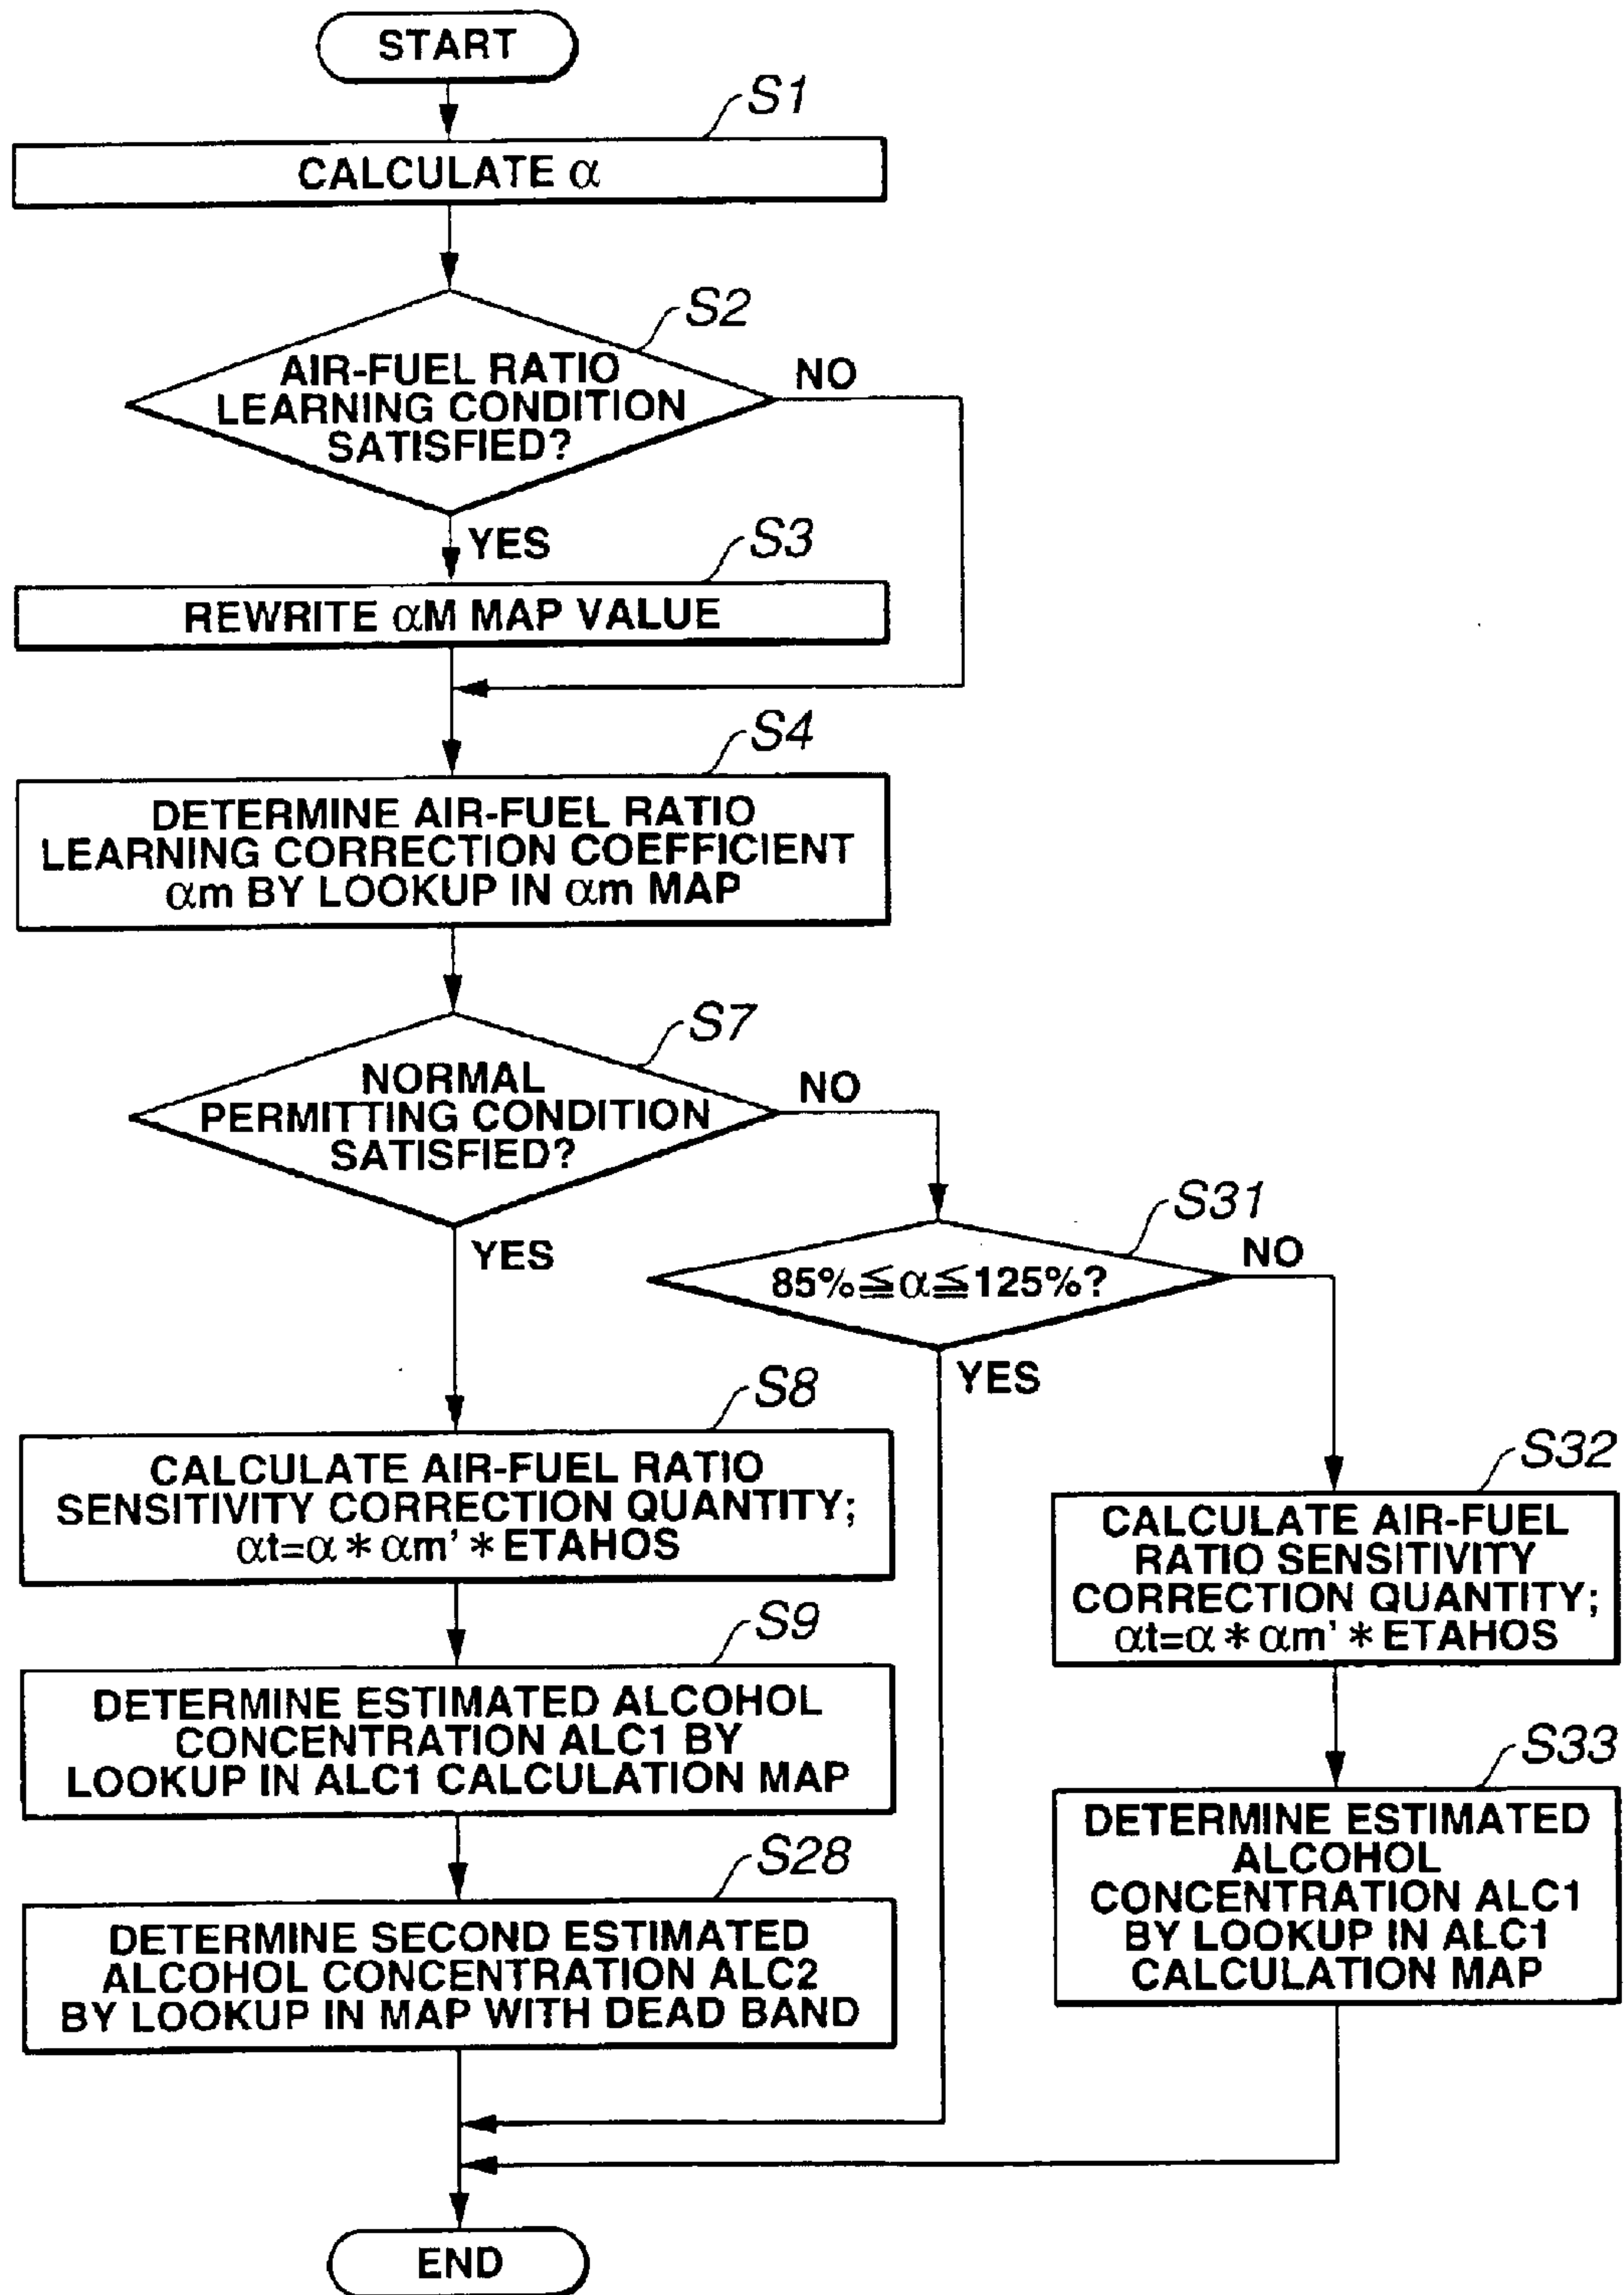 START
S1
CALCULATE α
S2
AIR-FUEL RATIO
LEARNING CONDITION
SATISFIED?
NO
YES
S3
REWRITE αM MAP VALUE
S4
DETERMINE AIR-FUEL RATIO
LEARNING CORRECTION COEFFICIENT
αm BY LOOKUP IN αm MAP
S7
NORMAL
PERMITTING CONDITION
SATISFIED?
NO
YES
S31
85%≦α≦125%?
NO
YES
S8
CALCULATE AIR-FUEL RATIO
SENSITIVITY CORRECTION QUANTITY;
αt=α*αm'*ETAHOS
S9
DETERMINE ESTIMATED ALCOHOL
CONCENTRATION ALC1 BY
LOOKUP IN ALC1 CALCULATION MAP
S28
DETERMINE SECOND ESTIMATED
ALCOHOL CONCENTRATION ALC2
BY LOOKUP IN MAP WITH DEAD BAND
S32
CALCULATE AIR-FUEL
RATIO SENSITIVITY
CORRECTION QUANTITY;
αt=α*αm'*ETAHOS
S33
DETERMINE ESTIMATED
ALCOHOL
CONCENTRATION ALC1
BY LOOKUP IN ALC1
CALCULATION MAP
END